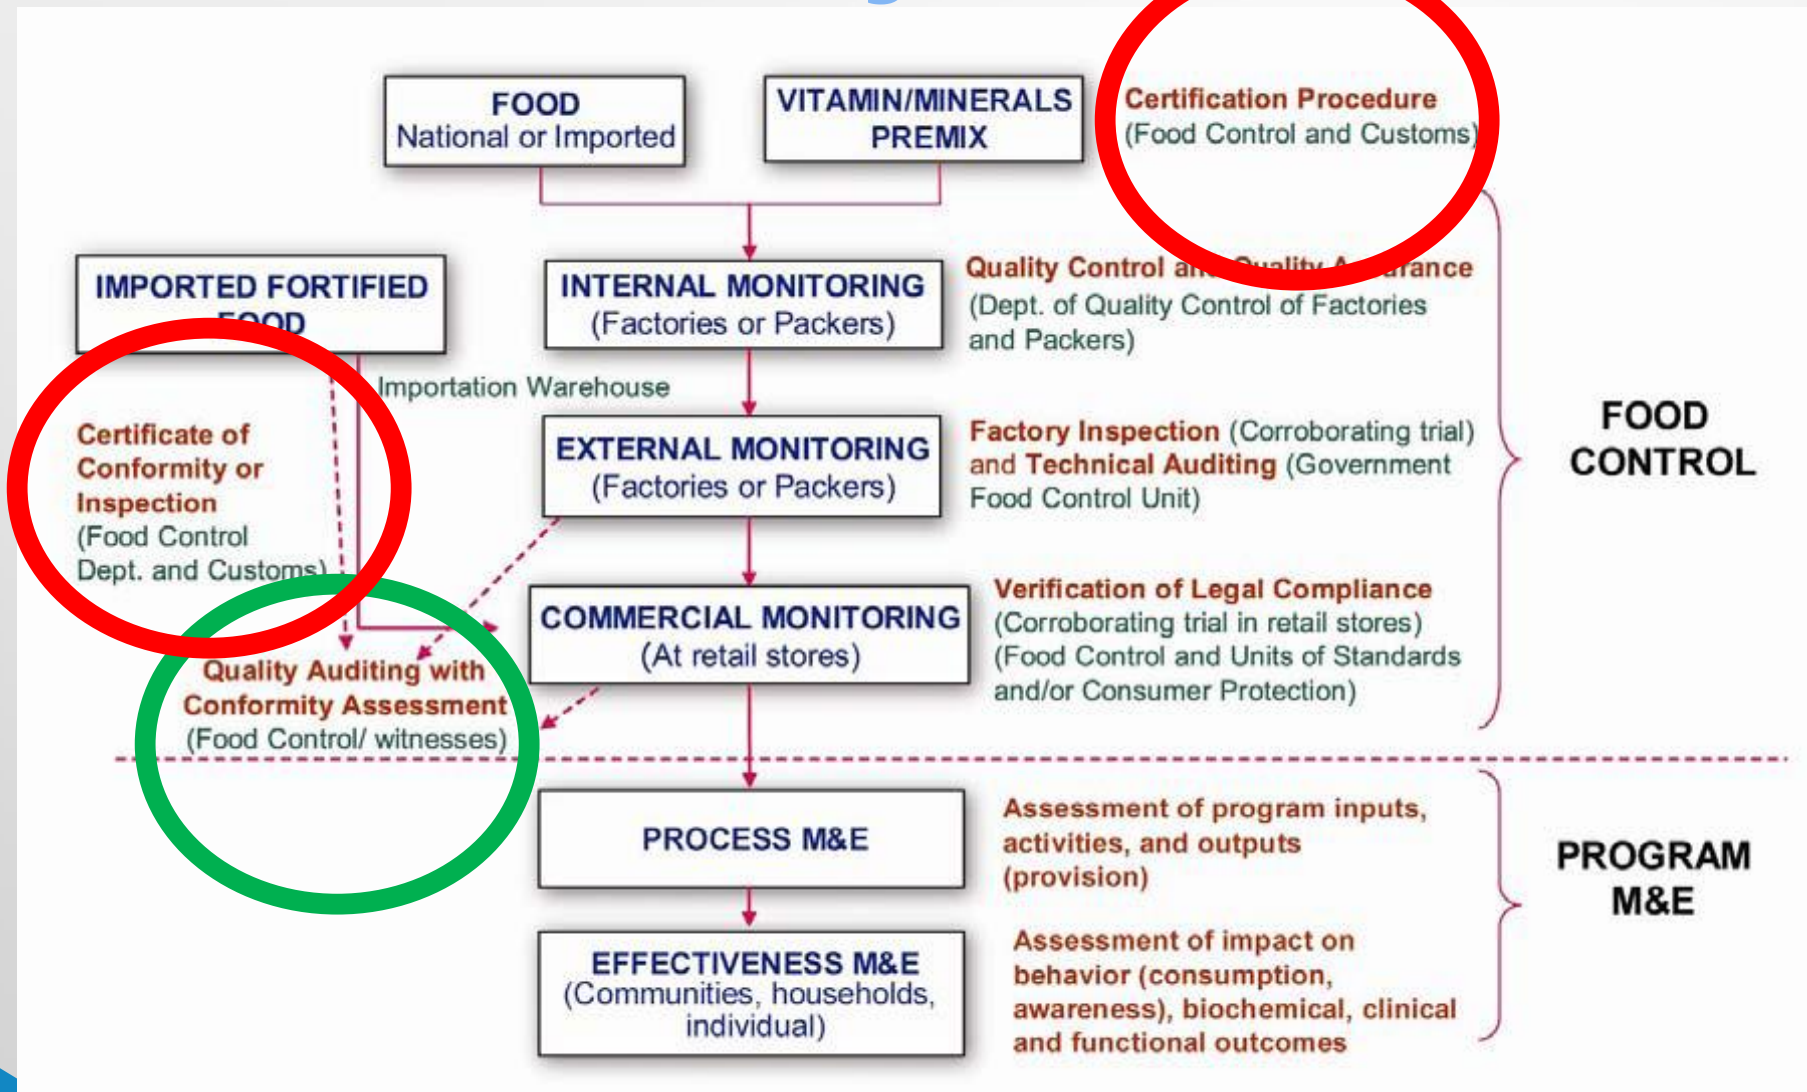 FOOD
National or Imported
VITAMIN/MINERALS
PREMIX
Certification Procedure
(Food Control and Customs)
IMPORTED FORTIFIED
FOOD
INTERNAL MONITORING
(Factories or Packers)
Quality Control and Quality Assurance
(Dept. of Quality Control of Factories
and Packers)
Importation Warehouse
Certificate of
Conformity or
Inspection
(Food Control
Dept. and Customs)
EXTERNAL MONITORING
(Factories or Packers)
Factory Inspection (Corroborating trial)
and Technical Auditing (Government
Food Control Unit)
FOOD
CONTROL
COMMERCIAL MONITORING
(At retail stores)
Verification of Legal Compliance
(Corroborating trial in retail stores)
(Food Control and Units of Standards
and/or Consumer Protection)
Quality Auditing with
Conformity Assessment
(Food Control/ witnesses)
PROCESS M&E
Assessment of program inputs,
activities, and outputs
(provision)
PROGRAM
M&E
EFFECTIVENESS M&E
(Communities, households,
individual)
Assessment of impact on
behavior (consumption,
awareness), biochemical, clinical
and functional outcomes